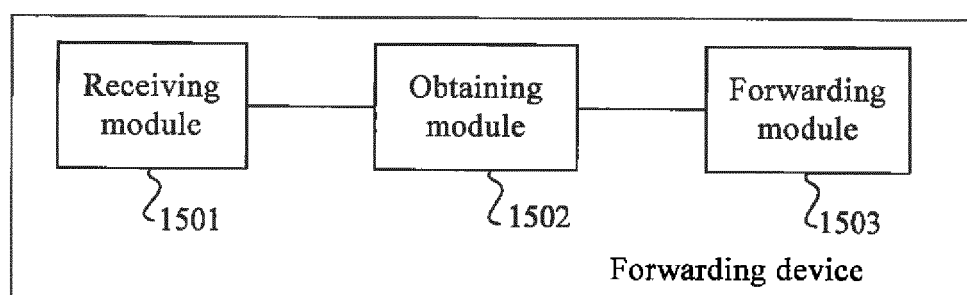 Receiving
module
Obtaining
module
Forwarding
module
1501
1502
1503
Forwarding device